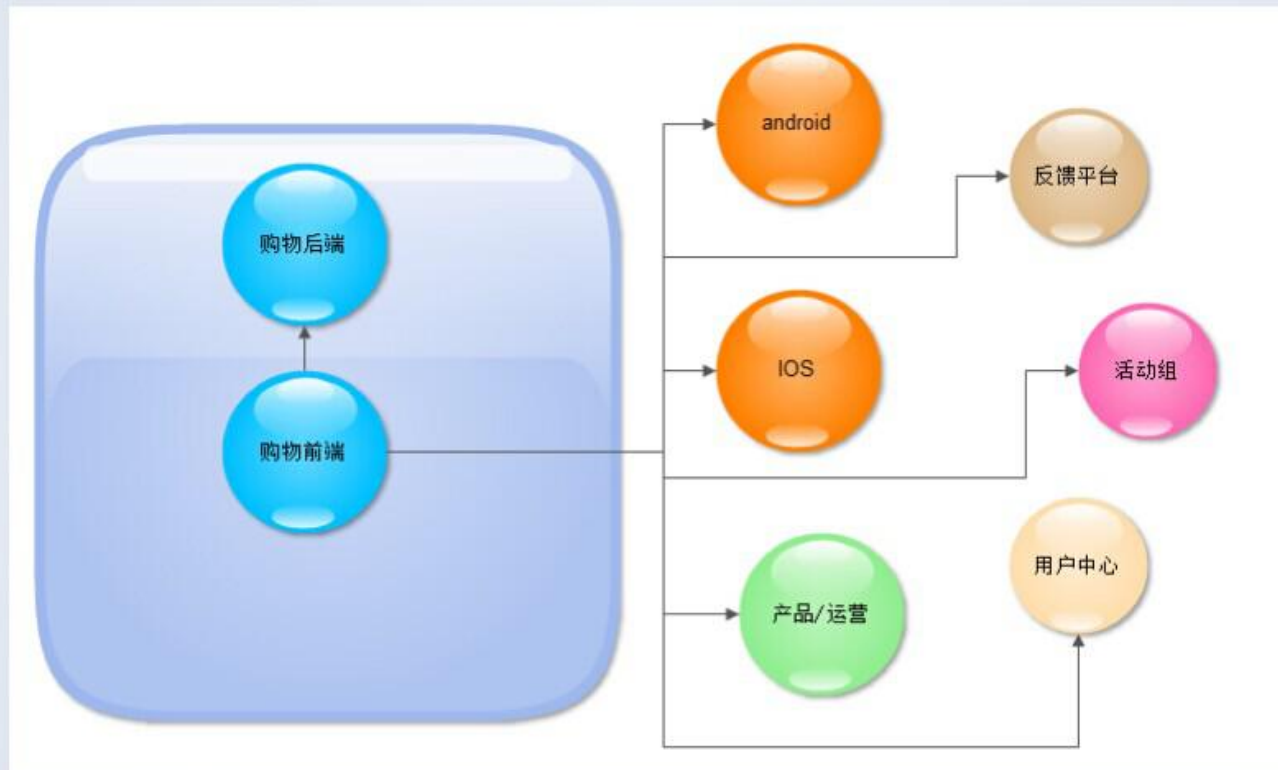 android
反馈平台
购物后端
IOS
活动组
购物前端
用户中心
产品/运营